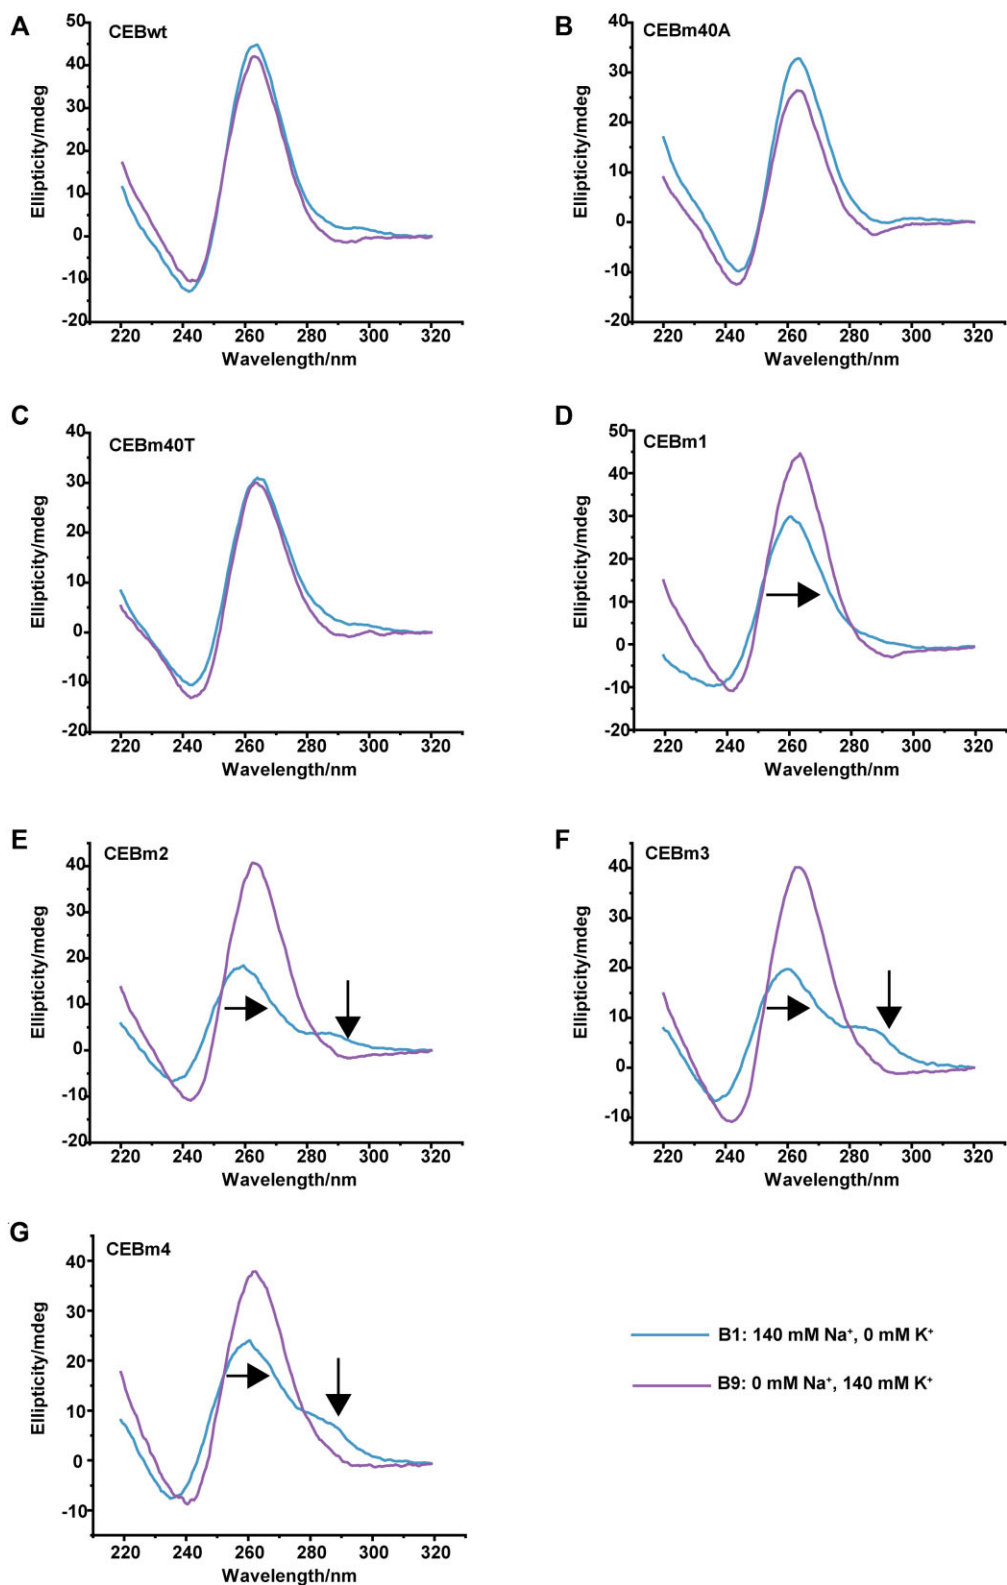 A
CEBwt
50
40
30
20
10
0
-10
-20
Ellipticity/mdeg
220 240 260 280 300 320
Wavelength/nm
B
CEBm40A
40
30
20
10
0
-10
-20
Ellipticity/mdeg
220 240 260 280 300 320
Wavelength/nm
C
CEBm40T
40
30
20
10
0
-10
-20
Ellipticity/mdeg
220 240 260 280 300 320
Wavelength/nm
D
CEBm1
50
40
30
20
10
0
-10
-20
Ellipticity/mdeg
220 240 260 280 300 320
Wavelength/nm
E
CEBm2
40
30
20
10
0
-10
-20
Ellipticity/mdeg
220 240 260 280 300 320
Wavelength/nm
F
CEBm3
40
30
20
10
0
-10
Ellipticity/mdeg
220 240 260 280 300 320
Wavelength/nm
G
CEBm4
40
30
20
10
0
-10
Ellipticity/mdeg
220 240 260 280 300 320
Wavelength/nm
B1: 140 mM Na⁺, 0 mM K⁺
B9: 0 mM Na⁺, 140 mM K⁺